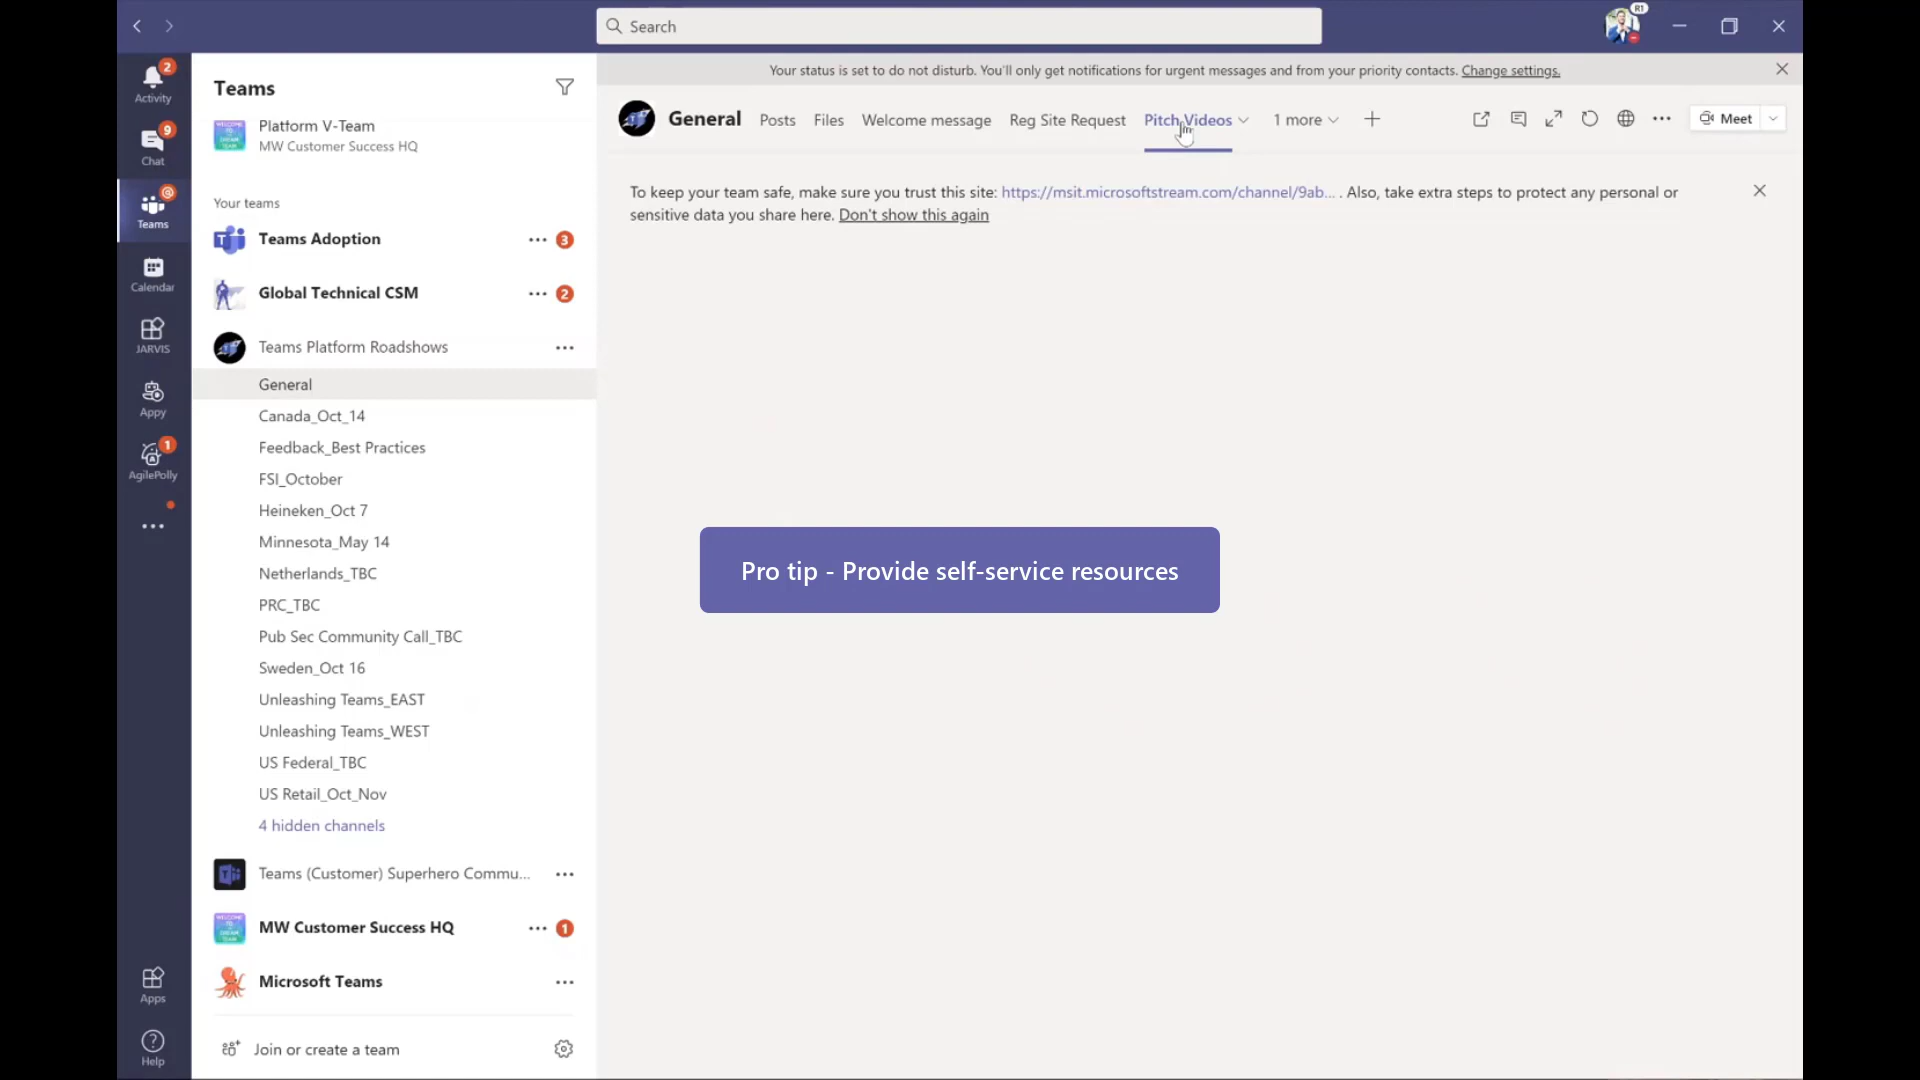 Search
R1
Your status is set to do not disturb. You'll only get notifications for urgent messages and from your priority contacts. Change settings.
2
Activity
9
Chat
Teams
Calendar
JARVIS
Appy
1
AgilePolly
Apps
Help
Teams
Platform V-Team
MW Customer Success HQ
Your teams
Teams Adoption
3
Global Technical CSM
2
Teams Platform Roadshows
General
Canada_Oct_14
Feedback_Best Practices
FSI_October
Heineken_Oct 7
Minnesota_May 14
Netherlands_TBC
PRC_TBC
Pub Sec Community Call_TBC
Sweden_Oct 16
Unleashing Teams_EAST
Unleashing Teams_WEST
US Federal_TBC
US Retail_Oct_Nov
4 hidden channels
Teams (Customer) Superhero Commu...
MW Customer Success HQ
1
Microsoft Teams
Join or create a team
General Posts Files Welcome message Reg Site Request Pitch Videos 1 more Meet
To keep your team safe, make sure you trust this site: https://msit.microsoftstream.com/channel/9ab... . Also, take extra steps to protect any personal or
sensitive data you share here. Don't show this again
Pro tip - Provide self-service resources